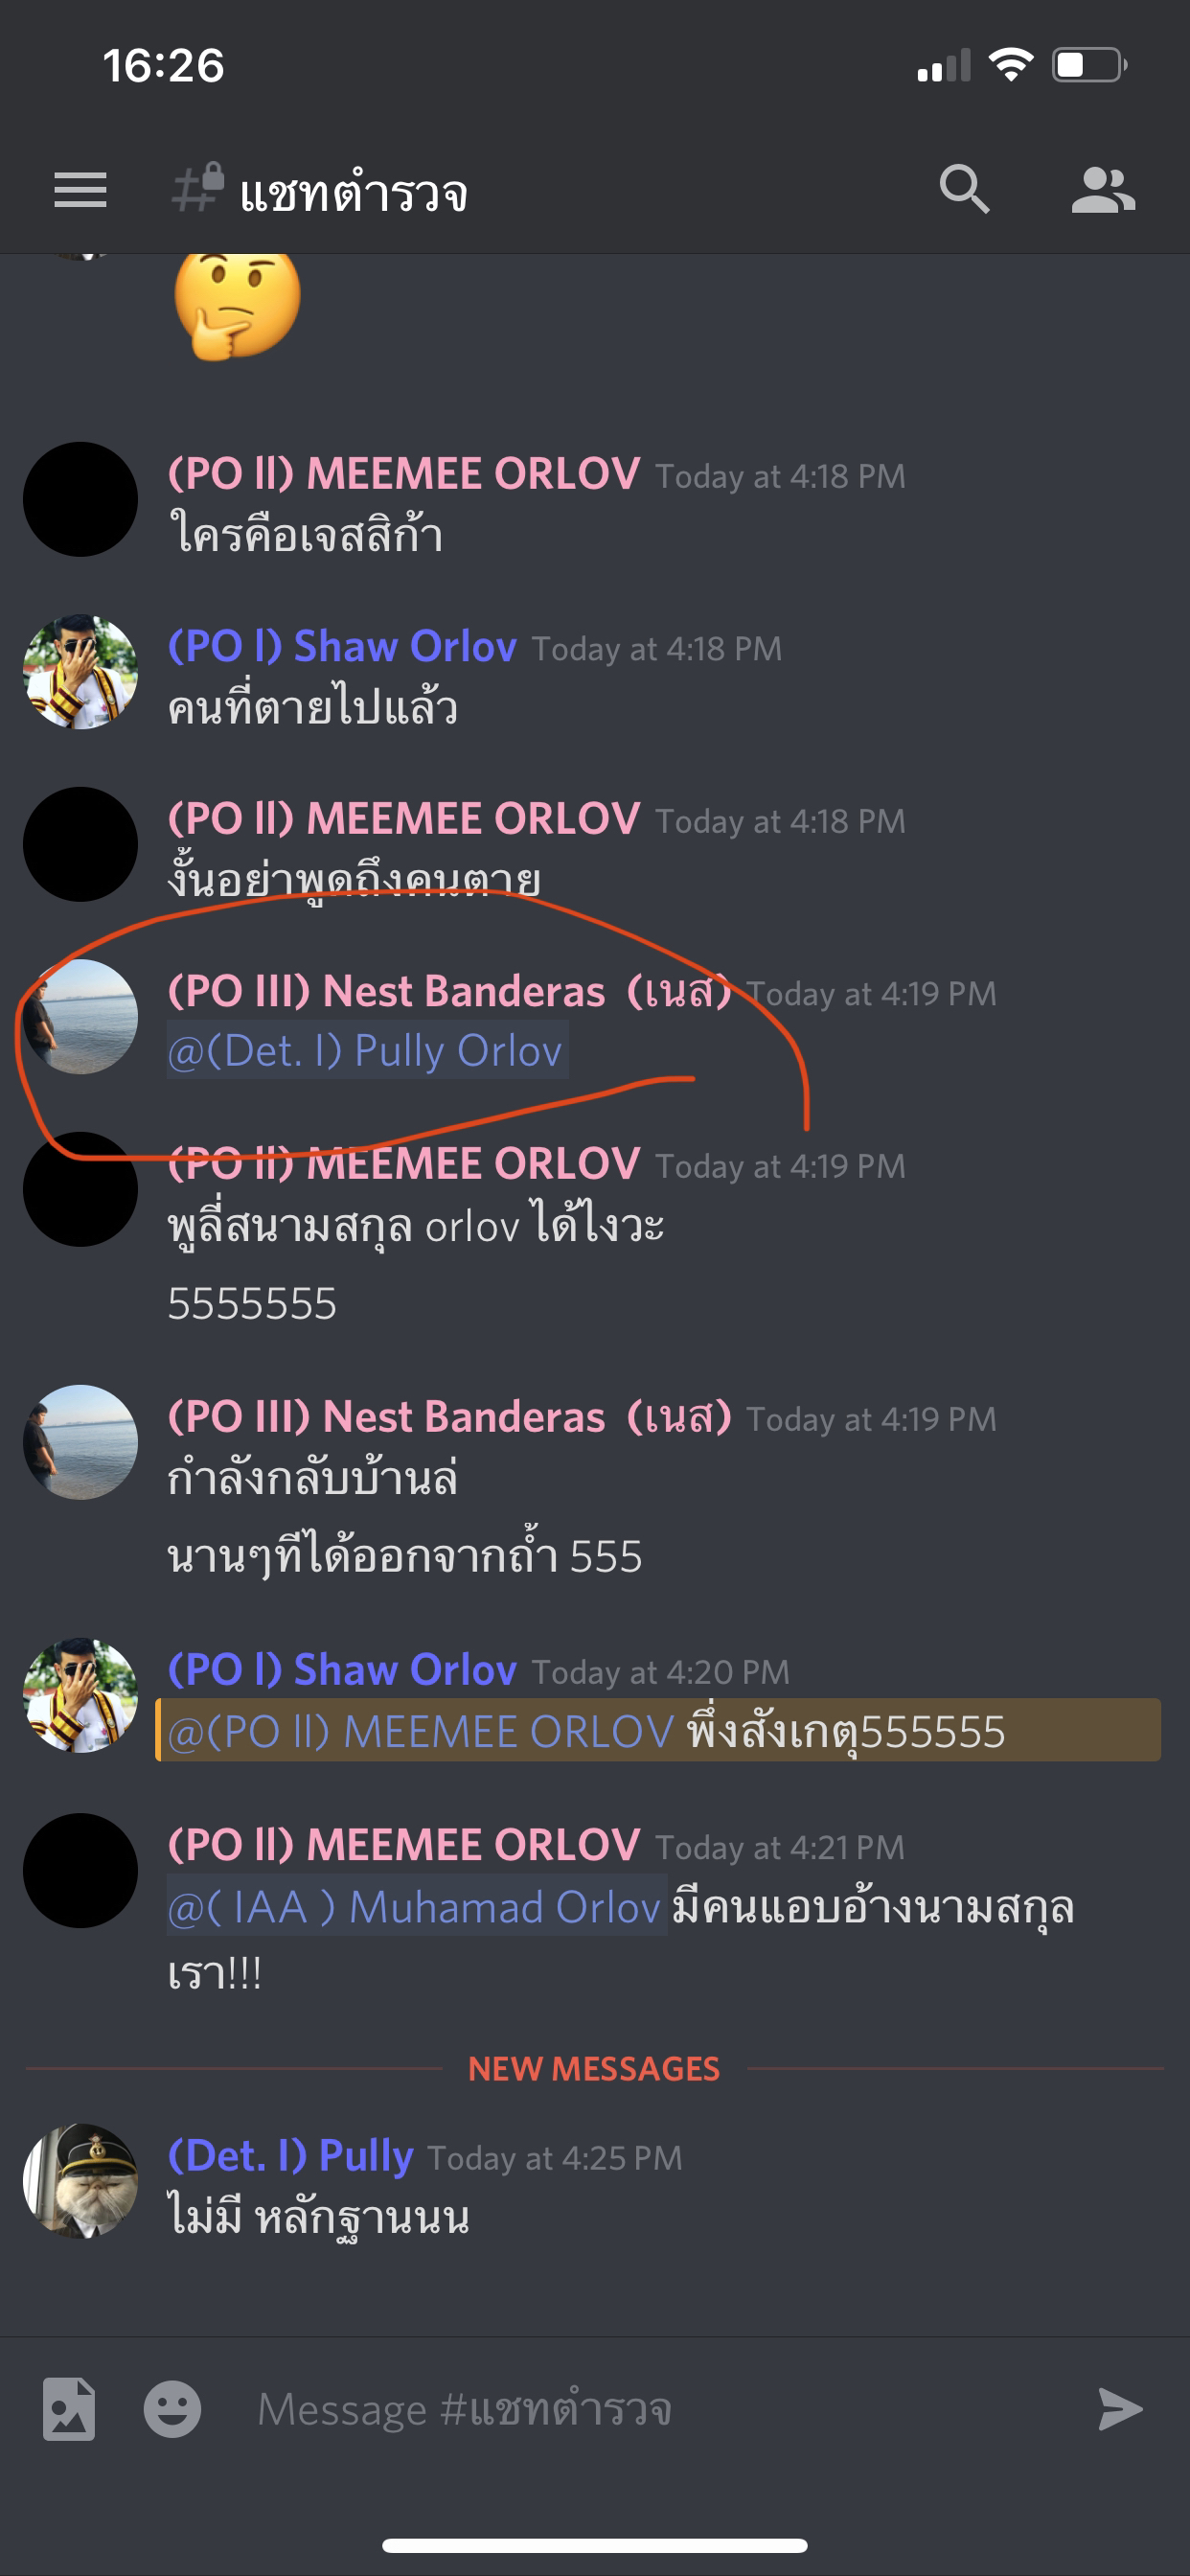 16:26
แชทตำรวจ
(PO ll) MEEMEE ORLOV Today at 4:18 PM
ใครคือเจสสิก้า
(PO l) Shaw Orlov Today at 4:18 PM
คนที่ตายไปแล้ว
(PO ll) MEEMEE ORLOV Today at 4:18 PM
งั้นอย่าพูดถึงคนตาย
(PO III) Nest Banderas (เนส) Today at 4:19 PM
@(Det. I) Pully Orlov
(PO ll) MEEMEE ORLOV Today at 4:19 PM
พูลี่สนามสกุล orlov ได้ไงวะ
5555555
(PO III) Nest Banderas (เนส) Today at 4:19 PM
กำลังกลับบ้านล่
นานๆทีได้ออกจากถ้ำ 555
(PO l) Shaw Orlov Today at 4:20 PM
@(PO ll) MEEMEE ORLOV พึ่งสังเกตุ555555
(PO ll) MEEMEE ORLOV Today at 4:21 PM
@( IAA ) Muhamad Orlov มีคนแอบอ้างนามสกุล
เรา!!!
NEW MESSAGES
(Det. I) Pully Today at 4:25 PM
ไม่มี หลักฐานนน
Message #แชทตำรวจ